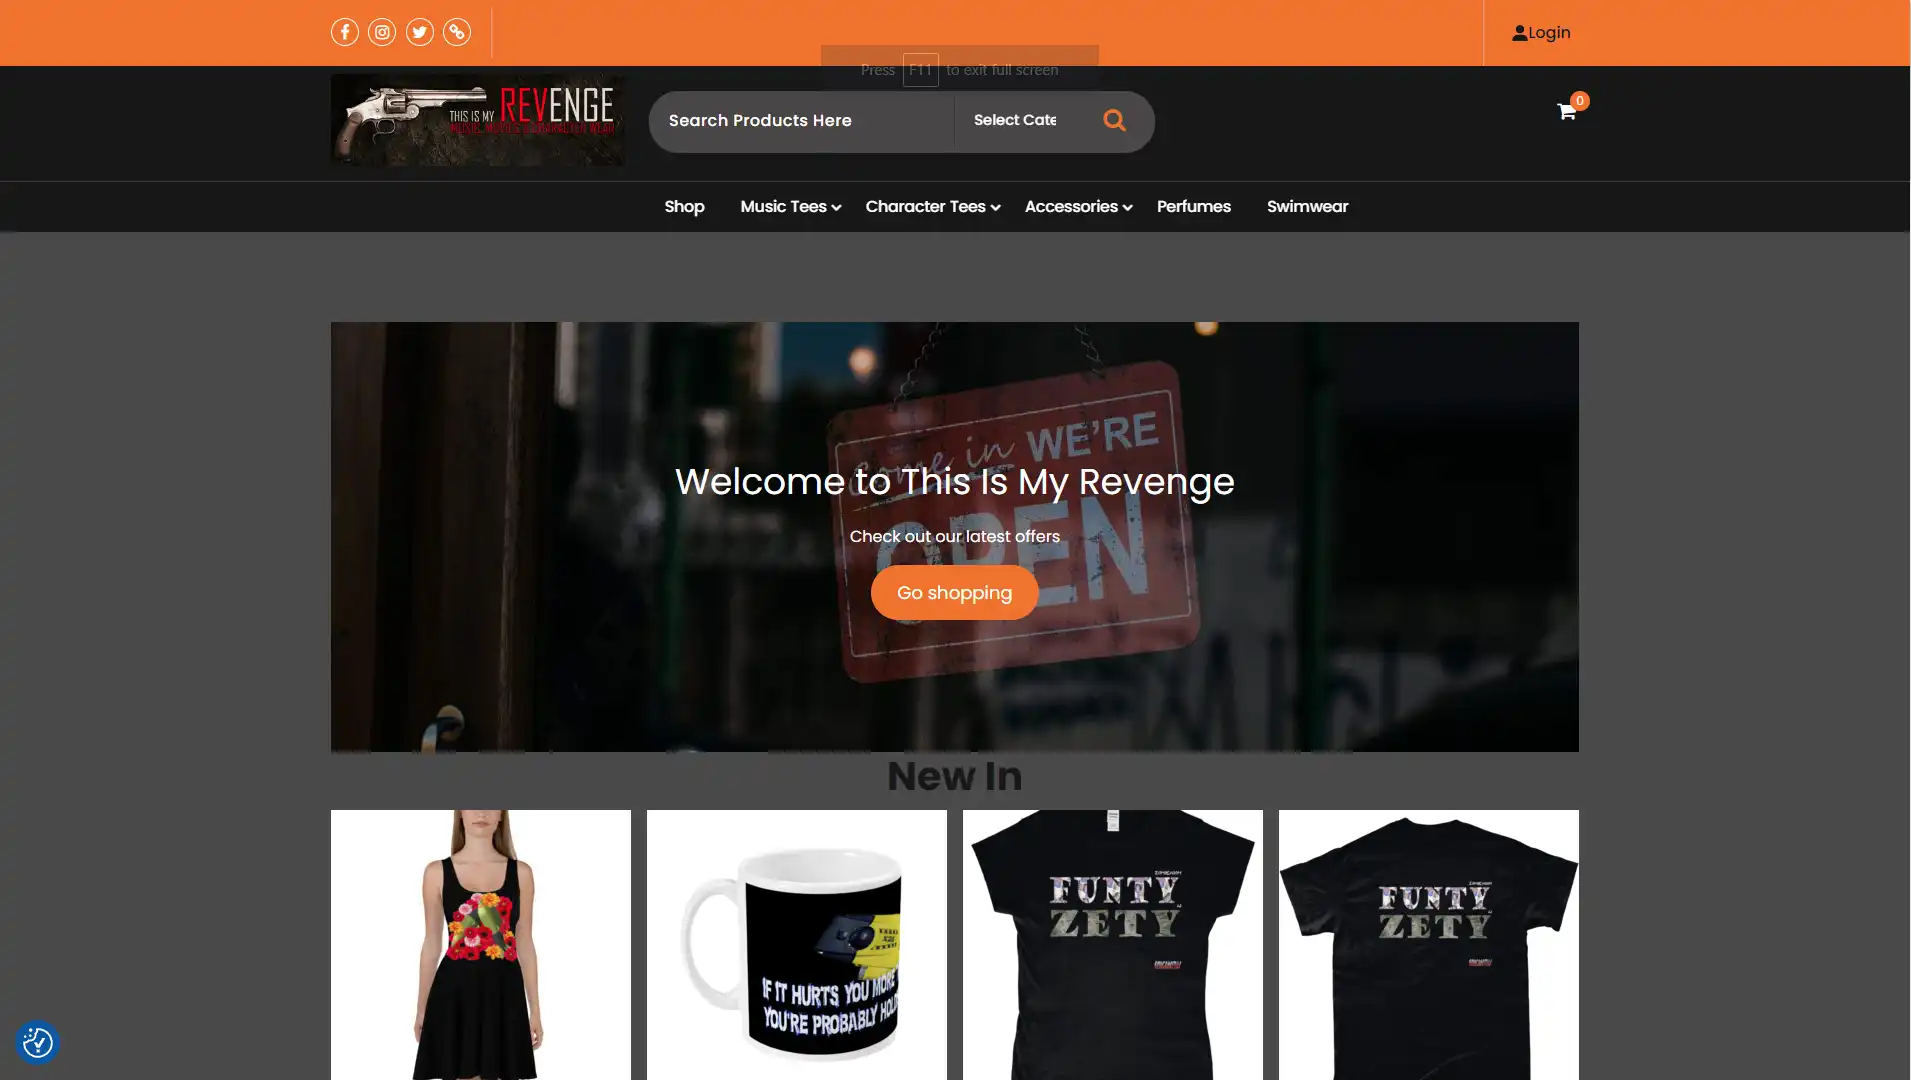 Login
Press F11 to exit full screen
THIS IS MY REVENGE
Search Products Here
Select Cate
0
Shop
Music Tees
Character Tees
Accessories
Perfumes
Swimwear
come in WE'RE
OPEN
Welcome to This Is My Revenge
Check out our latest offers
Go shopping
New In
IF IT HURTS YOU MORE
YOU'RE PROBABLY HOLD
FUNTY
ZETY
FUNTY
ZETY